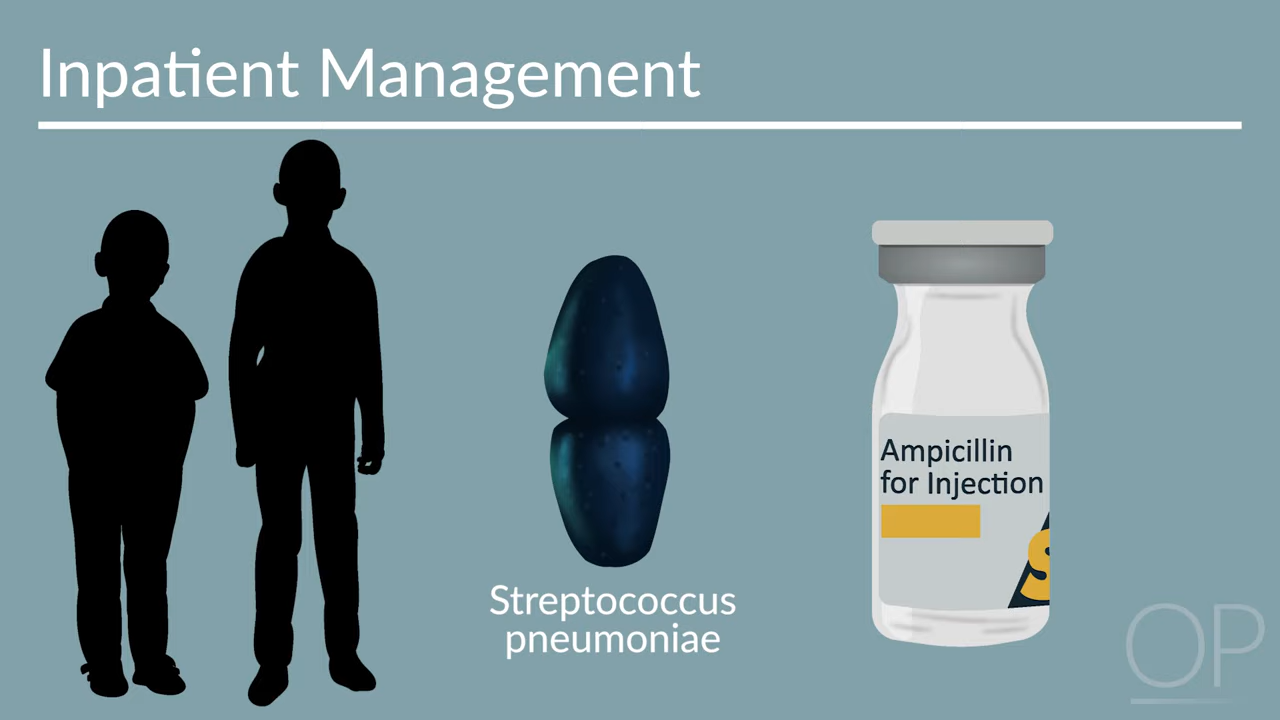 Inpatient Management
Streptococcus
pneumoniae
Ampicillin
for Injection
S
OP